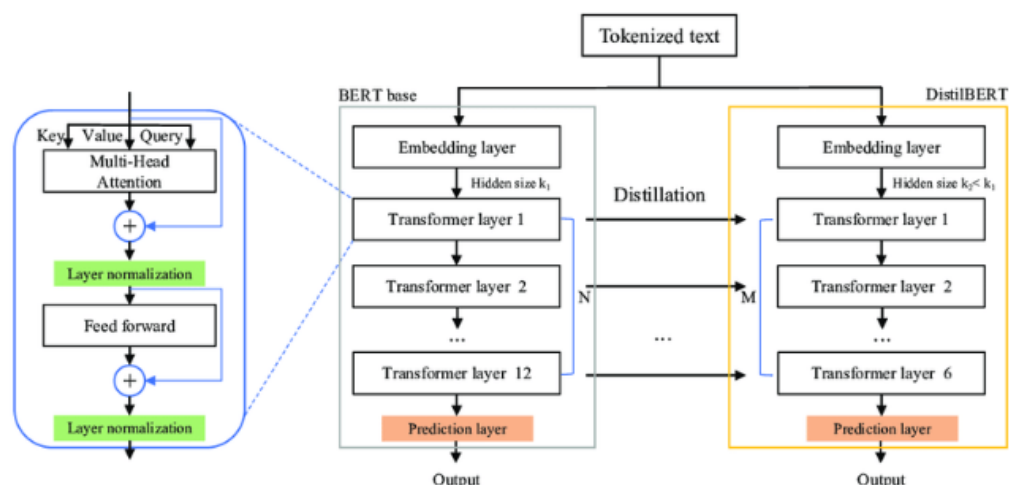 Tokenized text
BERT base
DistilBERT
Key Value Query
Multi-Head
Attention
+
Layer normalization
Feed forward
+
Layer normalization
Embedding layer
Hidden size k₁
Transformer layer 1
Transformer layer 2
...
Transformer layer 12
N
Prediction layer
Output
Distillation
...
Embedding layer
Hidden size k₂< k₁
Transformer layer 1
Transformer layer 2
...
Transformer layer 6
M
Prediction layer
Output